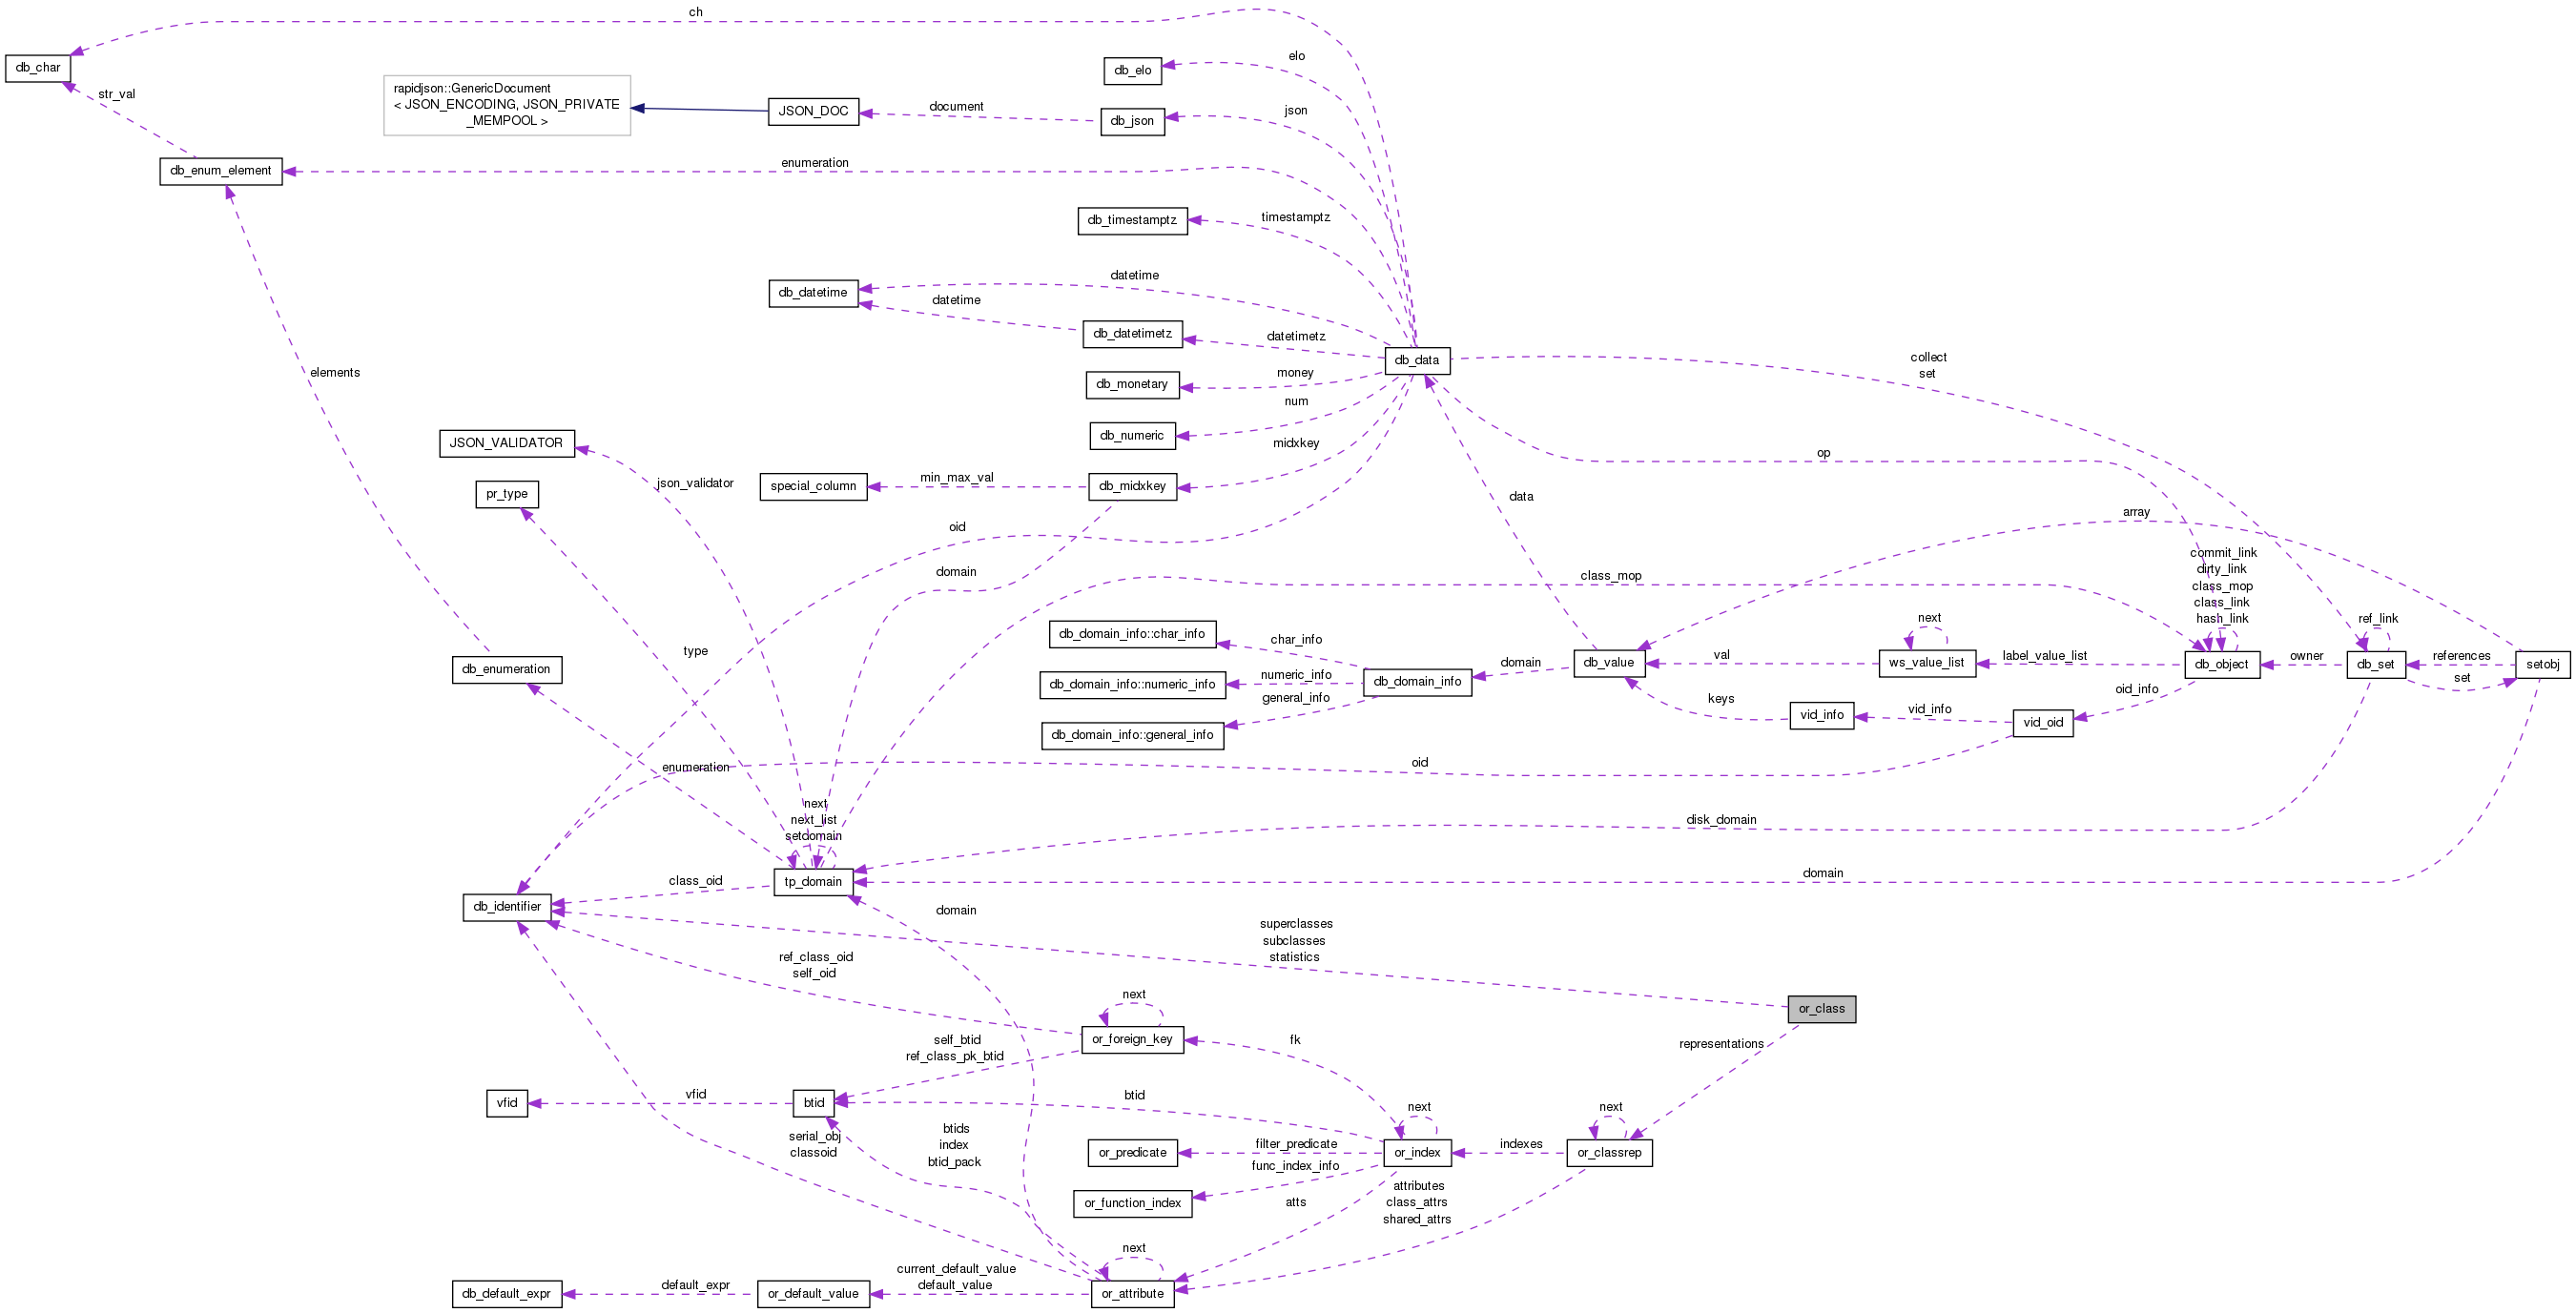 ch
db_char
elo
db_elo
rapidjson::GenericDocument
< JSON_ENCODING, JSON_PRIVATE
_MEMPOOL >
str_val
JSON_DOC
document
db_json
json
db_enum_element
enumeration
db_timestamptz
timestamptz
datetime
db_datetime
datetime
db_datetimetz
datetimetz
db_data
collect
set
elements
db_monetary
money
num
db_numeric
JSON_VALIDATOR
midxkey
op
json_validator
special_column
min_max_val
db_midxkey
pr_type
data
array
oid
domain
class_mop
commit_link
dirty_link
class_mop
class_link
hash_link
next
ref_link
db_domain_info::char_info
char_info
type
db_enumeration
domain
db_value
val
ws_value_list
label_value_list
db_object
owner
db_set
references
setobj
set
db_domain_info::numeric_info
numeric_info
general_info
db_domain_info
oid_info
keys
vid_info
vid_info
vid_oid
db_domain_info::general_info
enumeration
oid
next
next_list
setdomain
disk_domain
tp_domain
class_oid
domain
db_identifier
domain
superclasses
subclasses
statistics
ref_class_oid
self_oid
next
or_class
or_foreign_key
fk
self_btid
ref_class_pk_btid
representations
vfid
vfid
btid
btid
next
next
serial_obj
classoid
btids
index
btid_pack
or_predicate
filter_predicate
or_index
indexes
or_classrep
func_index_info
or_function_index
atts
attributes
class_attrs
shared_attrs
next
db_default_expr
default_expr
or_default_value
current_default_value
default_value
or_attribute